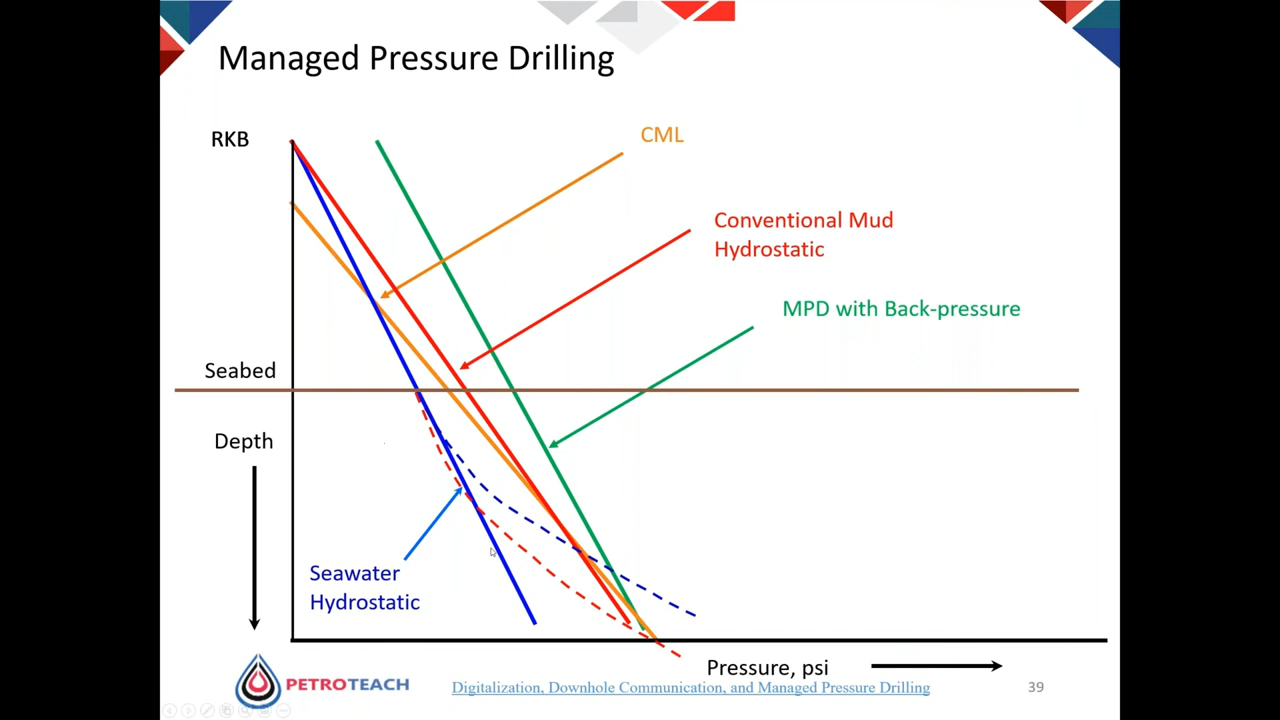 Managed Pressure Drilling
RKB
CML
Conventional Mud
Hydrostatic
MPD with Back-pressure
Seabed
Depth
Seawater
Hydrostatic
Pressure, psi
PETROTEACH
Digitalization, Downhole Communication, and Managed Pressure Drilling
39